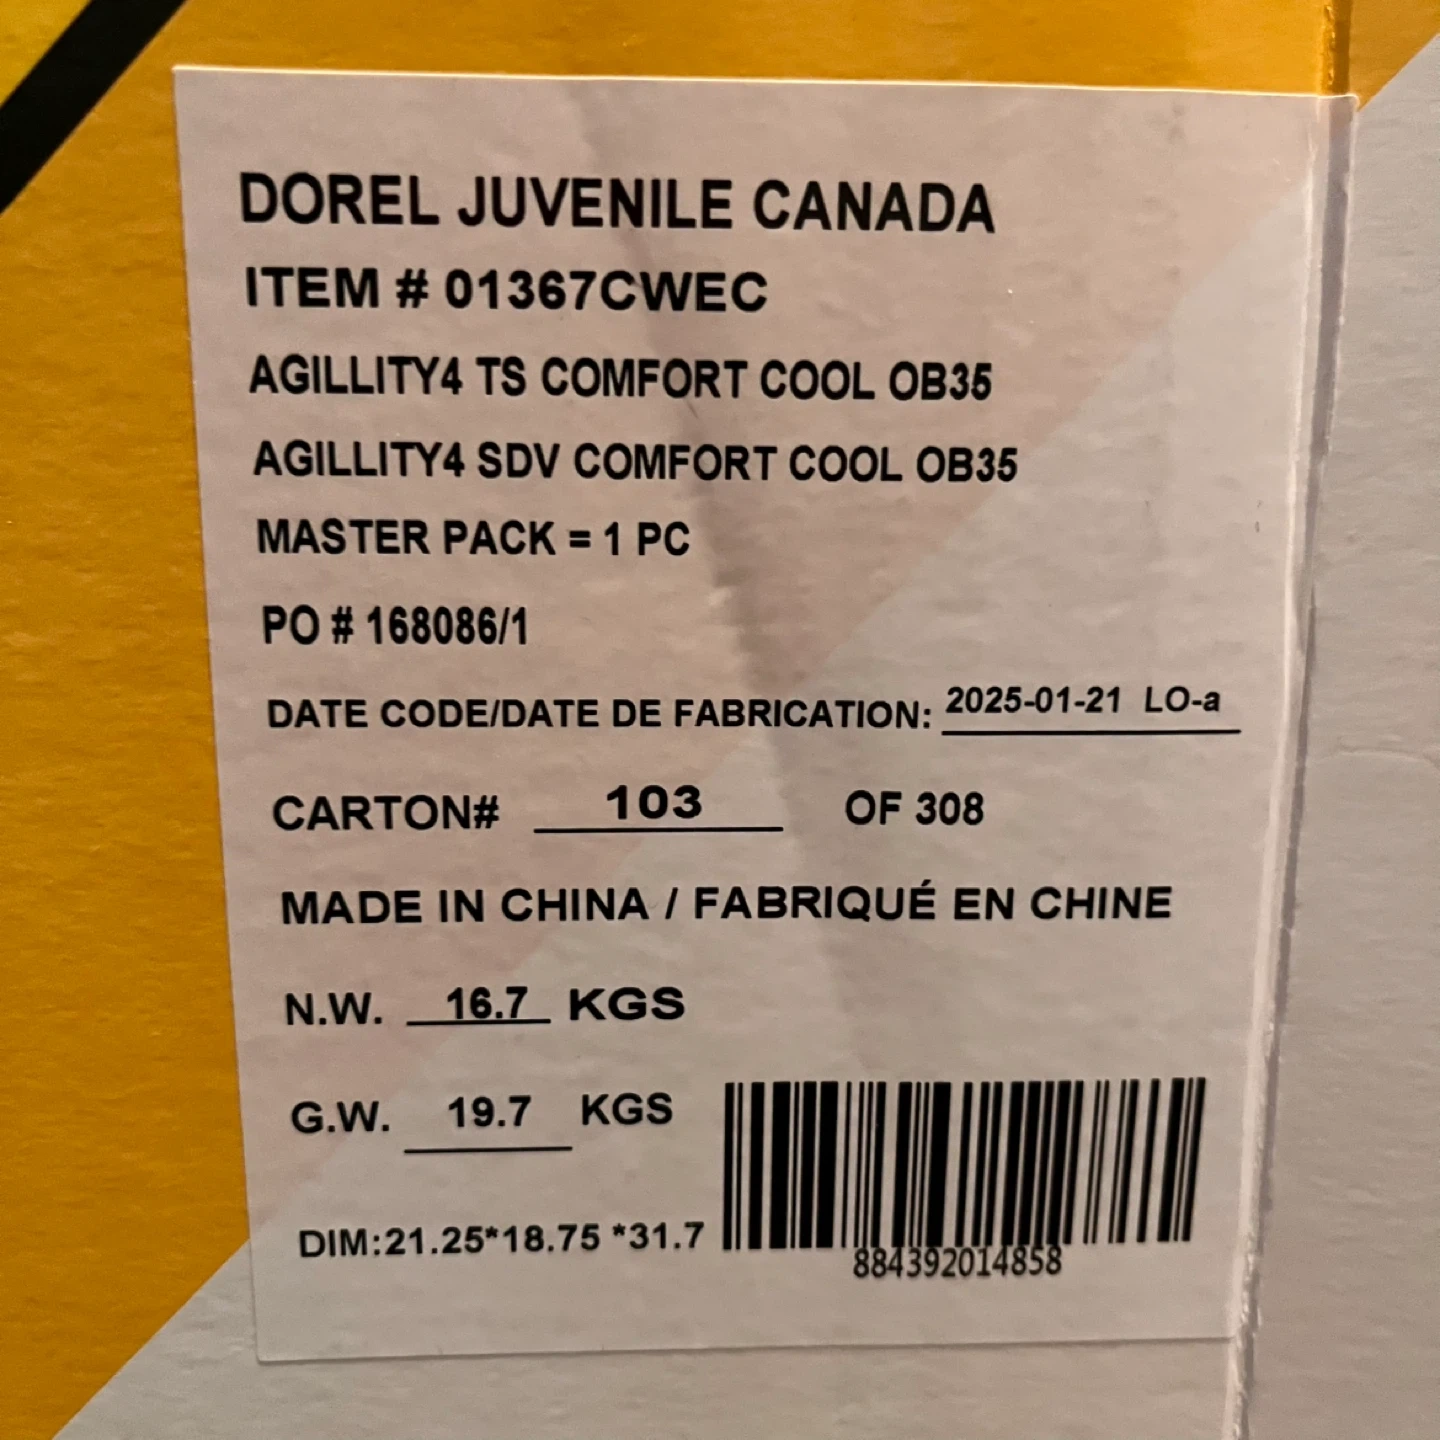 DOREL JUVENILE CANADA
ITEM # 01367CWEC
AGILLITY4 TS COMFORT COOL OB35
AGILLITY4 SDV COMFORT COOL OB35
MASTER PACK = 1 PC
PO # 168086/1
DATE CODE/DATE DE FABRICATION: 2025-01-21 LO-a
CARTON# 103 OF 308
MADE IN CHINA / FABRIQUÉ EN CHINE
N.W. 16.7 KGS
G.W. 19.7 KGS
DIM:21.25*18.75 *31.7
884392014858